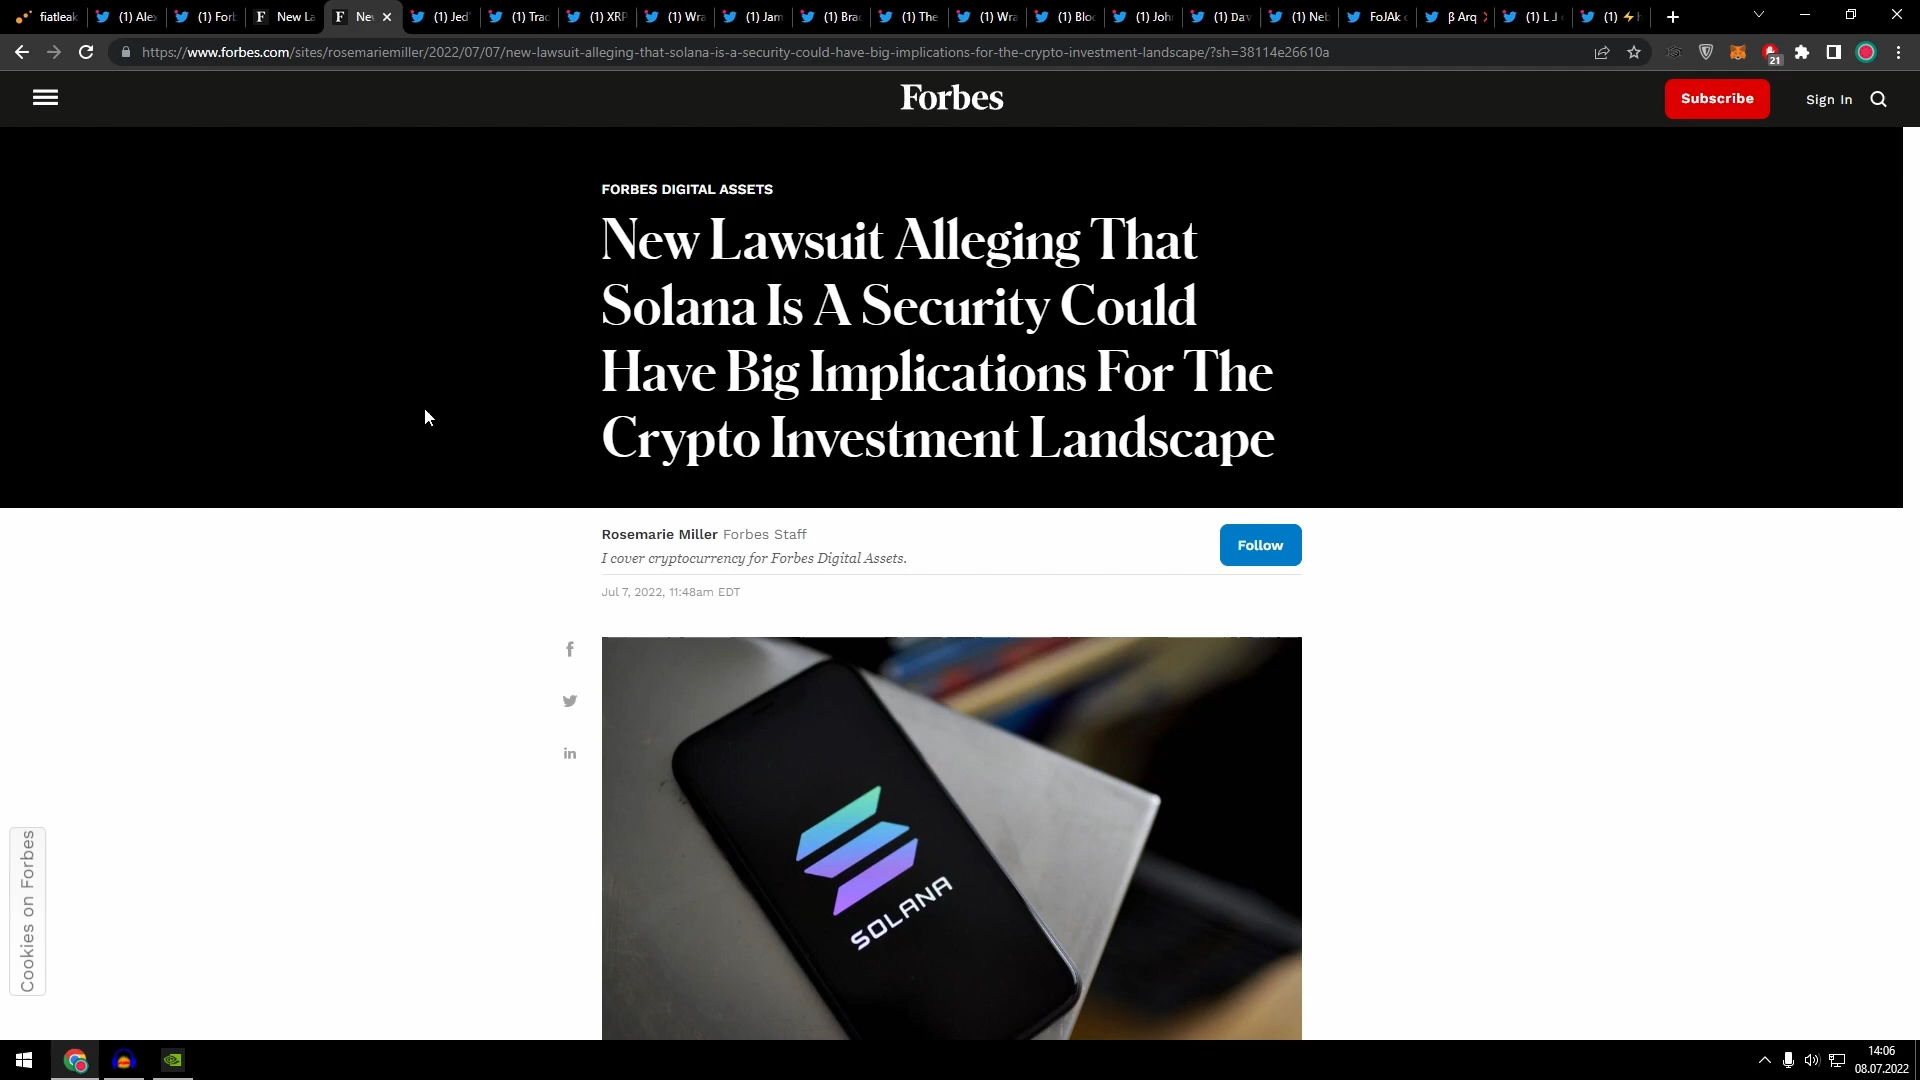 fiatleak
(1) Alex
(1) Forb
New La
New
(1) Jed'
(1) Trac
(1) XRP
(1) Wra
(1) Jam
(1) Brac
(1) The
(1) Wra
(1) Bloc
(1) Joh
(1) Dav
(1) Neb
FoJAk
β Arq
(1) L
(1) ⚡
https://www.forbes.com/sites/rosemariemiller/2022/07/07/new-lawsuit-alleging-that-solana-is-a-security-could-have-big-implications-for-the-crypto-investment-landscape/?sh=38114e26610a
21
Forbes
Subscribe
Sign In
FORBES DIGITAL ASSETS
New Lawsuit Alleging That
Solana Is A Security Could
Have Big Implications For The
Crypto Investment Landscape
Rosemarie Miller Forbes Staff
I cover cryptocurrency for Forbes Digital Assets.
Follow
Jul 7, 2022, 11:48am EDT
SOLANA
Cookies on Forbes
14:06
08.07.2022